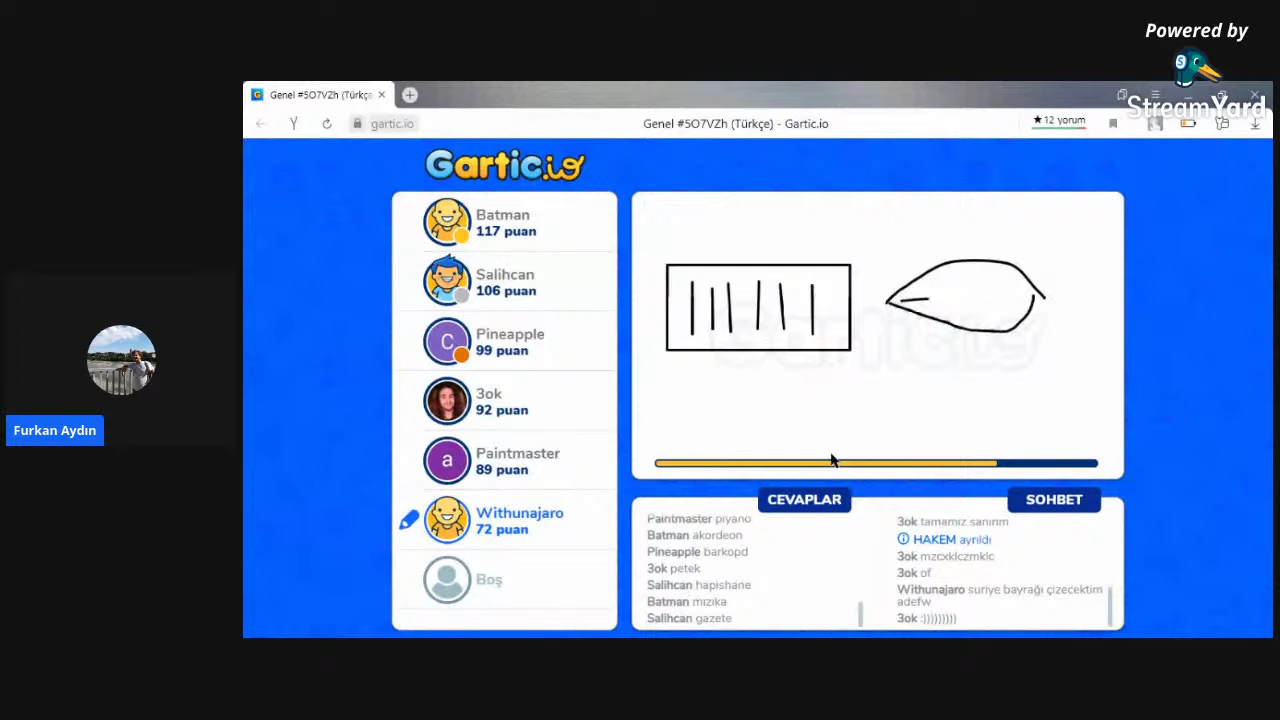 Powered by
StreamYard
Genel #5O7VZh (Türkçe
gartic.io
Genel #5O7VZh (Türkçe) - Gartic.io
★12 yorum
Gartic.io
Batman
117 puan
Salihcan
106 puan
C
Pineapple
99 puan
3ok
92 puan
a
Paintmaster
89 puan
Withunajaro
72 puan
Boş
Furkan Aydın
CEVAPLAR
Paintmaster piyano
Batman akordeon
Pineapple barkopd
3ok petek
Salihcan hapishane
Batman mızıka
Salihcan gazete
SOHBET
3ok tamamız sanırım
HAKEM ayrıldı
3ok mzcxklczmklc
3ok of
Withunajaro suriye bayrağı çizecektim
adefw
3ok :)))))))))